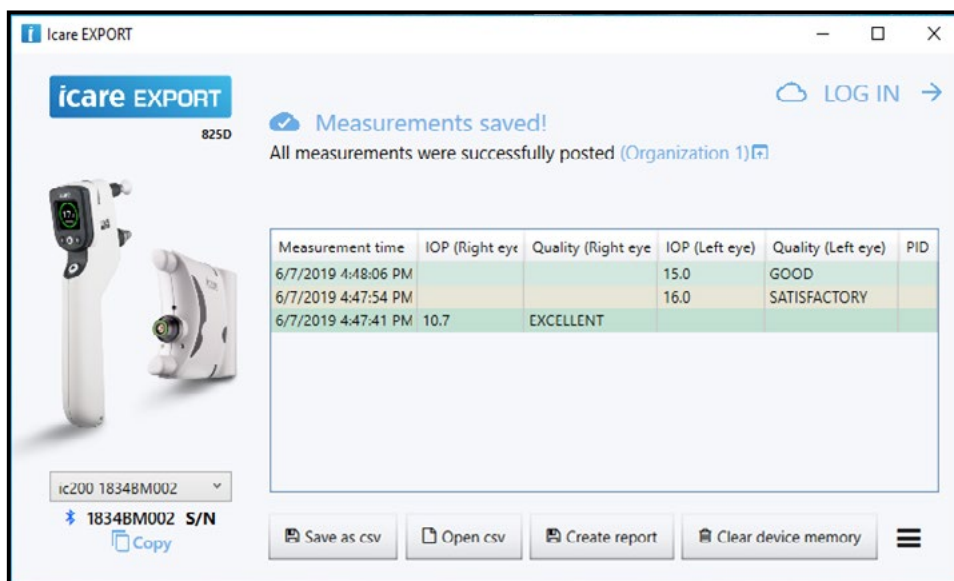 Icare EXPORT
icare EXPORT
825D
LOG IN
Measurements saved!
All measurements were successfully posted (Organization 1)
Measurement time IOP (Right eye Quality (Right eye IOP (Left eye) Quality (Left eye) PID
6/7/2019 4:48:06 PM 15.0 GOOD
6/7/2019 4:47:54 PM 16.0 SATISFACTORY
6/7/2019 4:47:41 PM 10.7 EXCELLENT
ic200 1834BM002
1834BM002 S/N
Copy
Save as csv Open csv Create report Clear device memory